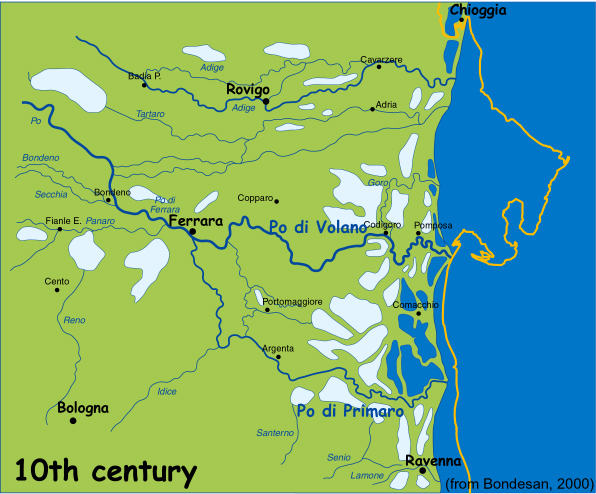 Chioggia
Cavarzere
Adige
Badia P.
Rovigo
Adige
Adria
Tartaro
Po
Bondeno
Goro
Secchia
Bondeno
Po di
Ferrara
Copparo
Fianle E.
Panaro
Ferrara
Po di Volano
Codigoro
Pomposa
Cento
Portomaggiore
Comacchio
Reno
Argenta
Idice
Bologna
Po di Primaro
Santerno
Senio
Ravenna
Lamone
10th century
(from Bondesan, 2000)